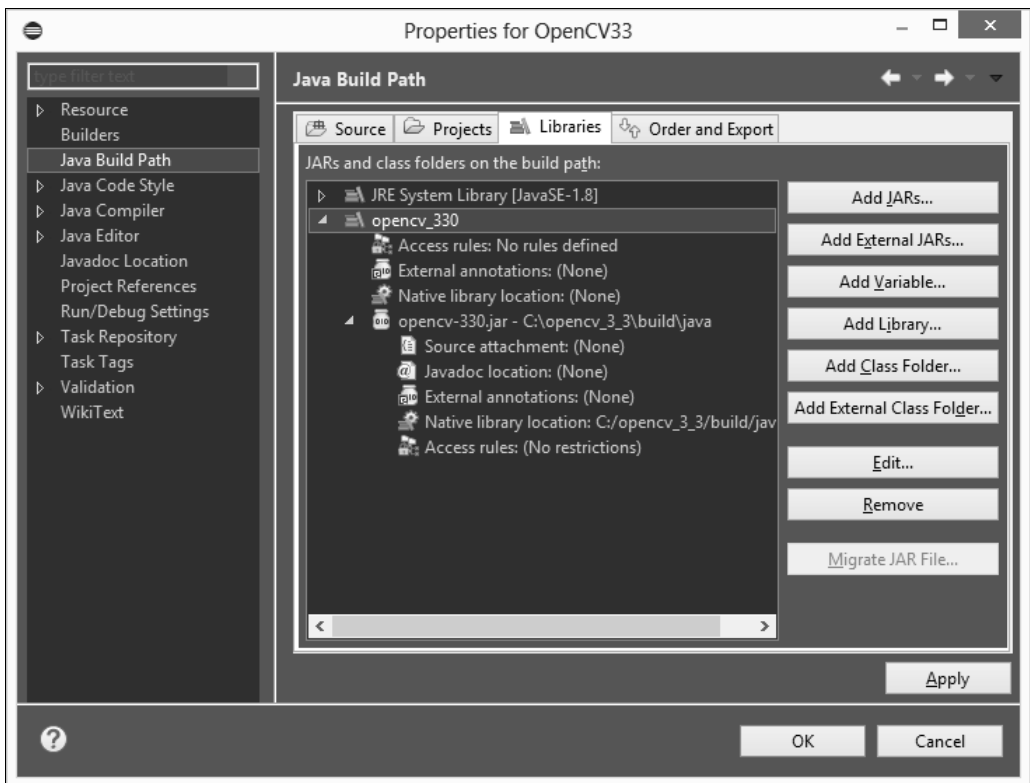 Properties for OpenCV33
type filter text
Resource
Builders
Java Build Path
Java Code Style
Java Compiler
Java Editor
Javadoc Location
Project References
Run/Debug Settings
Task Repository
Task Tags
Validation
WikiText
Java Build Path
Source Projects Libraries Order and Export
JARs and class folders on the build path:
JRE System Library [JavaSE-1.8]
opencv_330
Access rules: No rules defined
External annotations: (None)
Native library location: (None)
opencv-330.jar - C:\opencv_3_3\build\java
Source attachment: (None)
Javadoc location: (None)
External annotations: (None)
Native library location: C:/opencv_3_3/build/jav
Access rules: (No restrictions)
Add JARs...
Add External JARs...
Add Variable...
Add Library...
Add Class Folder...
Add External Class Folder...
Edit...
Remove
Migrate JAR File...
Apply
OK Cancel